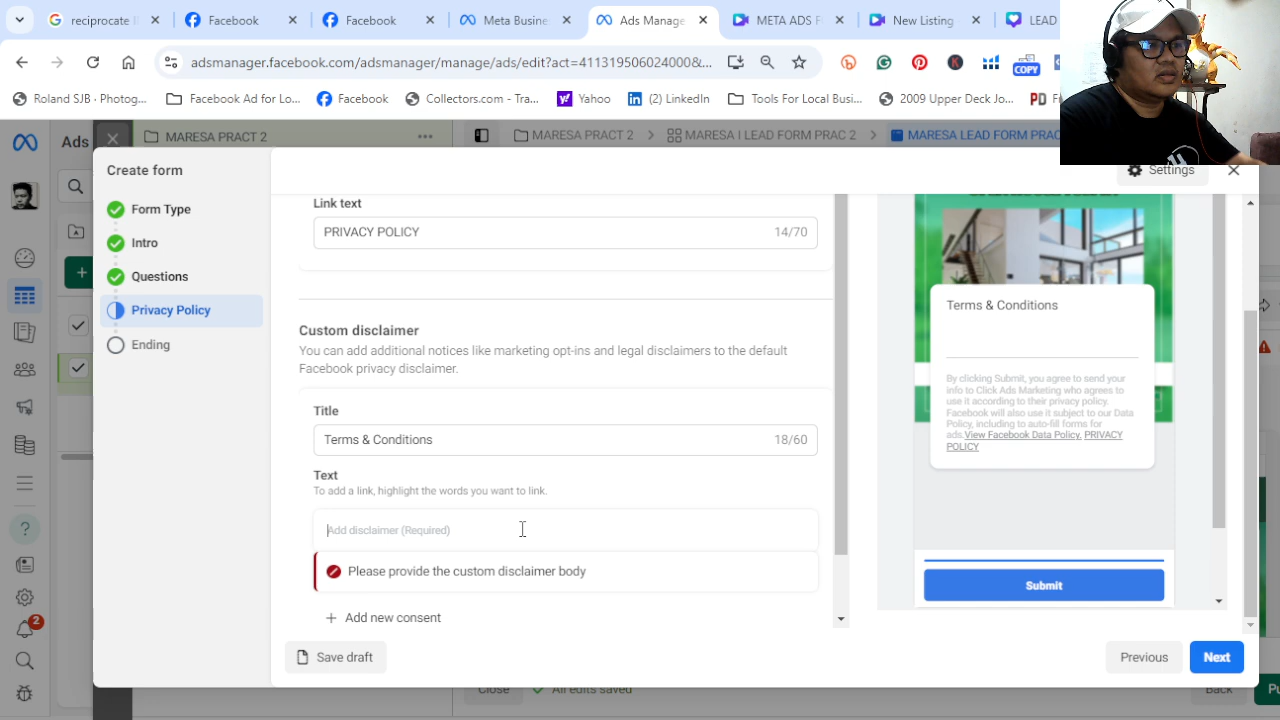 reciprocate
Facebook
Facebook
Meta Busine
Ads Manage
META ADS F
New Listing
LEAD
adsmanager.facebook.com/adsmanager/manage/ads/edit?act=4113195060240000&...
COPY
Roland SJB - Photog...
Facebook Ad for Lo...
Facebook
Collectors.com - Tra...
Yahoo
(2) LinkedIn
Tools For Local Busi...
2009 Upper Deck Jo...
PD
Ads
MARESA PRACT 2
MARESA PRACT 2
MARESA I LEAD FORM PRAC 2
MARESA LEAD FORM PRAC
Create form
Settings
Form Type
Intro
Questions
Privacy Policy
Ending
Link text
PRIVACY POLICY
14/70
Custom disclaimer
You can add additional notices like marketing opt-ins and legal disclaimers to the default
Facebook privacy disclaimer.
Title
Terms & Conditions
18/60
Text
To add a link, highlight the words you want to link.
Add disclaimer (Required)
Please provide the custom disclaimer body
+ Add new consent
Save draft
Previous
Next
Terms & Conditions
By clicking Submit, you agree to send your
info to Click Ads Marketing who agrees to
use it according to their privacy policy.
Facebook will also use it subject to our Data
Policy, including to auto-fill forms for
ads.View Facebook Data Policy. PRIVACY
POLICY
Submit
2
Close
All edits saved
Back
Pu